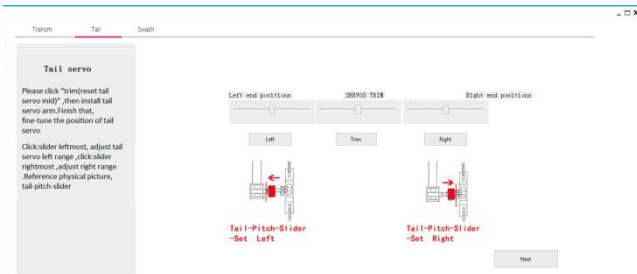 Transm Tail Swash
Tail servo
Please click "trim(reset tail
servo mid)" ,then install tail
servo arm.Finish that,
fine-tune the position of tail
servo
Click:slider leftmost, adjust tail
servo left range ,click:slider
rightmost ,adjust right range
.Reference physical picture,
tail-pitch-slider
Left end positions SERVOS TRIM Right end positions
Left Trim Right
Tail-Pitch-Slider Tail-Pitch-Slider
-Set Left -Set Right
Next